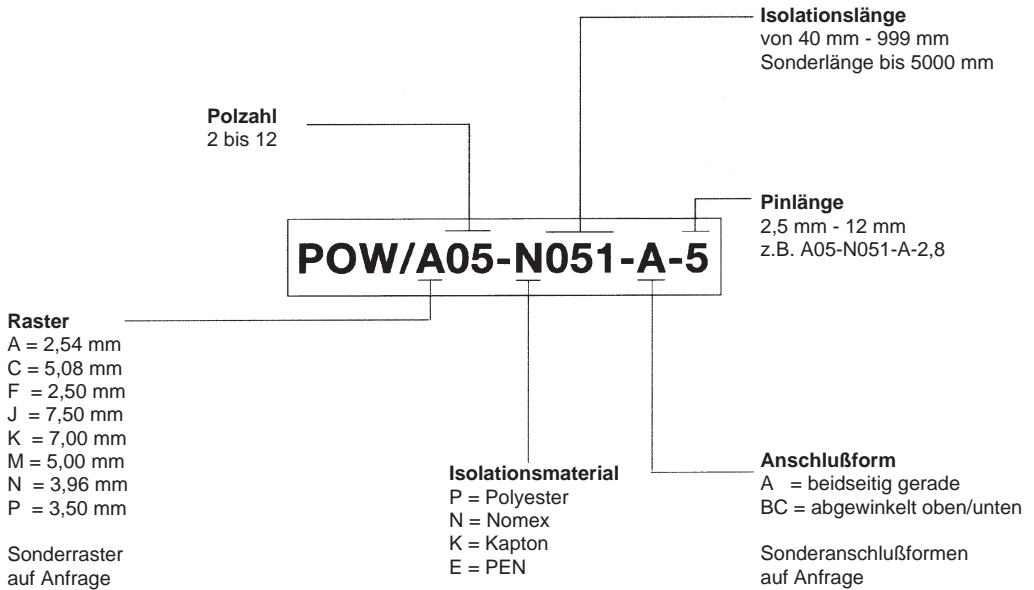 Isolationslänge
von 40 mm - 999 mm
Sonderlänge bis 5000 mm
Polzahl
2 bis 12
Pinlänge
2,5 mm - 12 mm
z.B. A05-N051-A-2,8
POW/A05-N051-A-5
Raster
A = 2,54 mm
C = 5,08 mm
F = 2,50 mm
J = 7,50 mm
K = 7,00 mm
M = 5,00 mm
N = 3,96 mm
P = 3,50 mm
Sonderraster
auf Anfrage
Isolationsmaterial
P = Polyester
N = Nomex
K = Kapton
E = PEN
Anschlußform
A = beidseitig gerade
BC = abgewinkelt oben/unten
Sonderanschlußformen
auf Anfrage